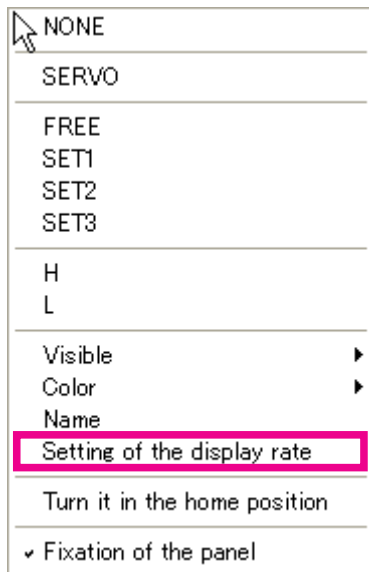 NONE
SERVO
FREE
SET1
SET2
SET3
H
L
Visible
Color
Name
Setting of the display rate
Turn it in the home position
Fixation of the panel